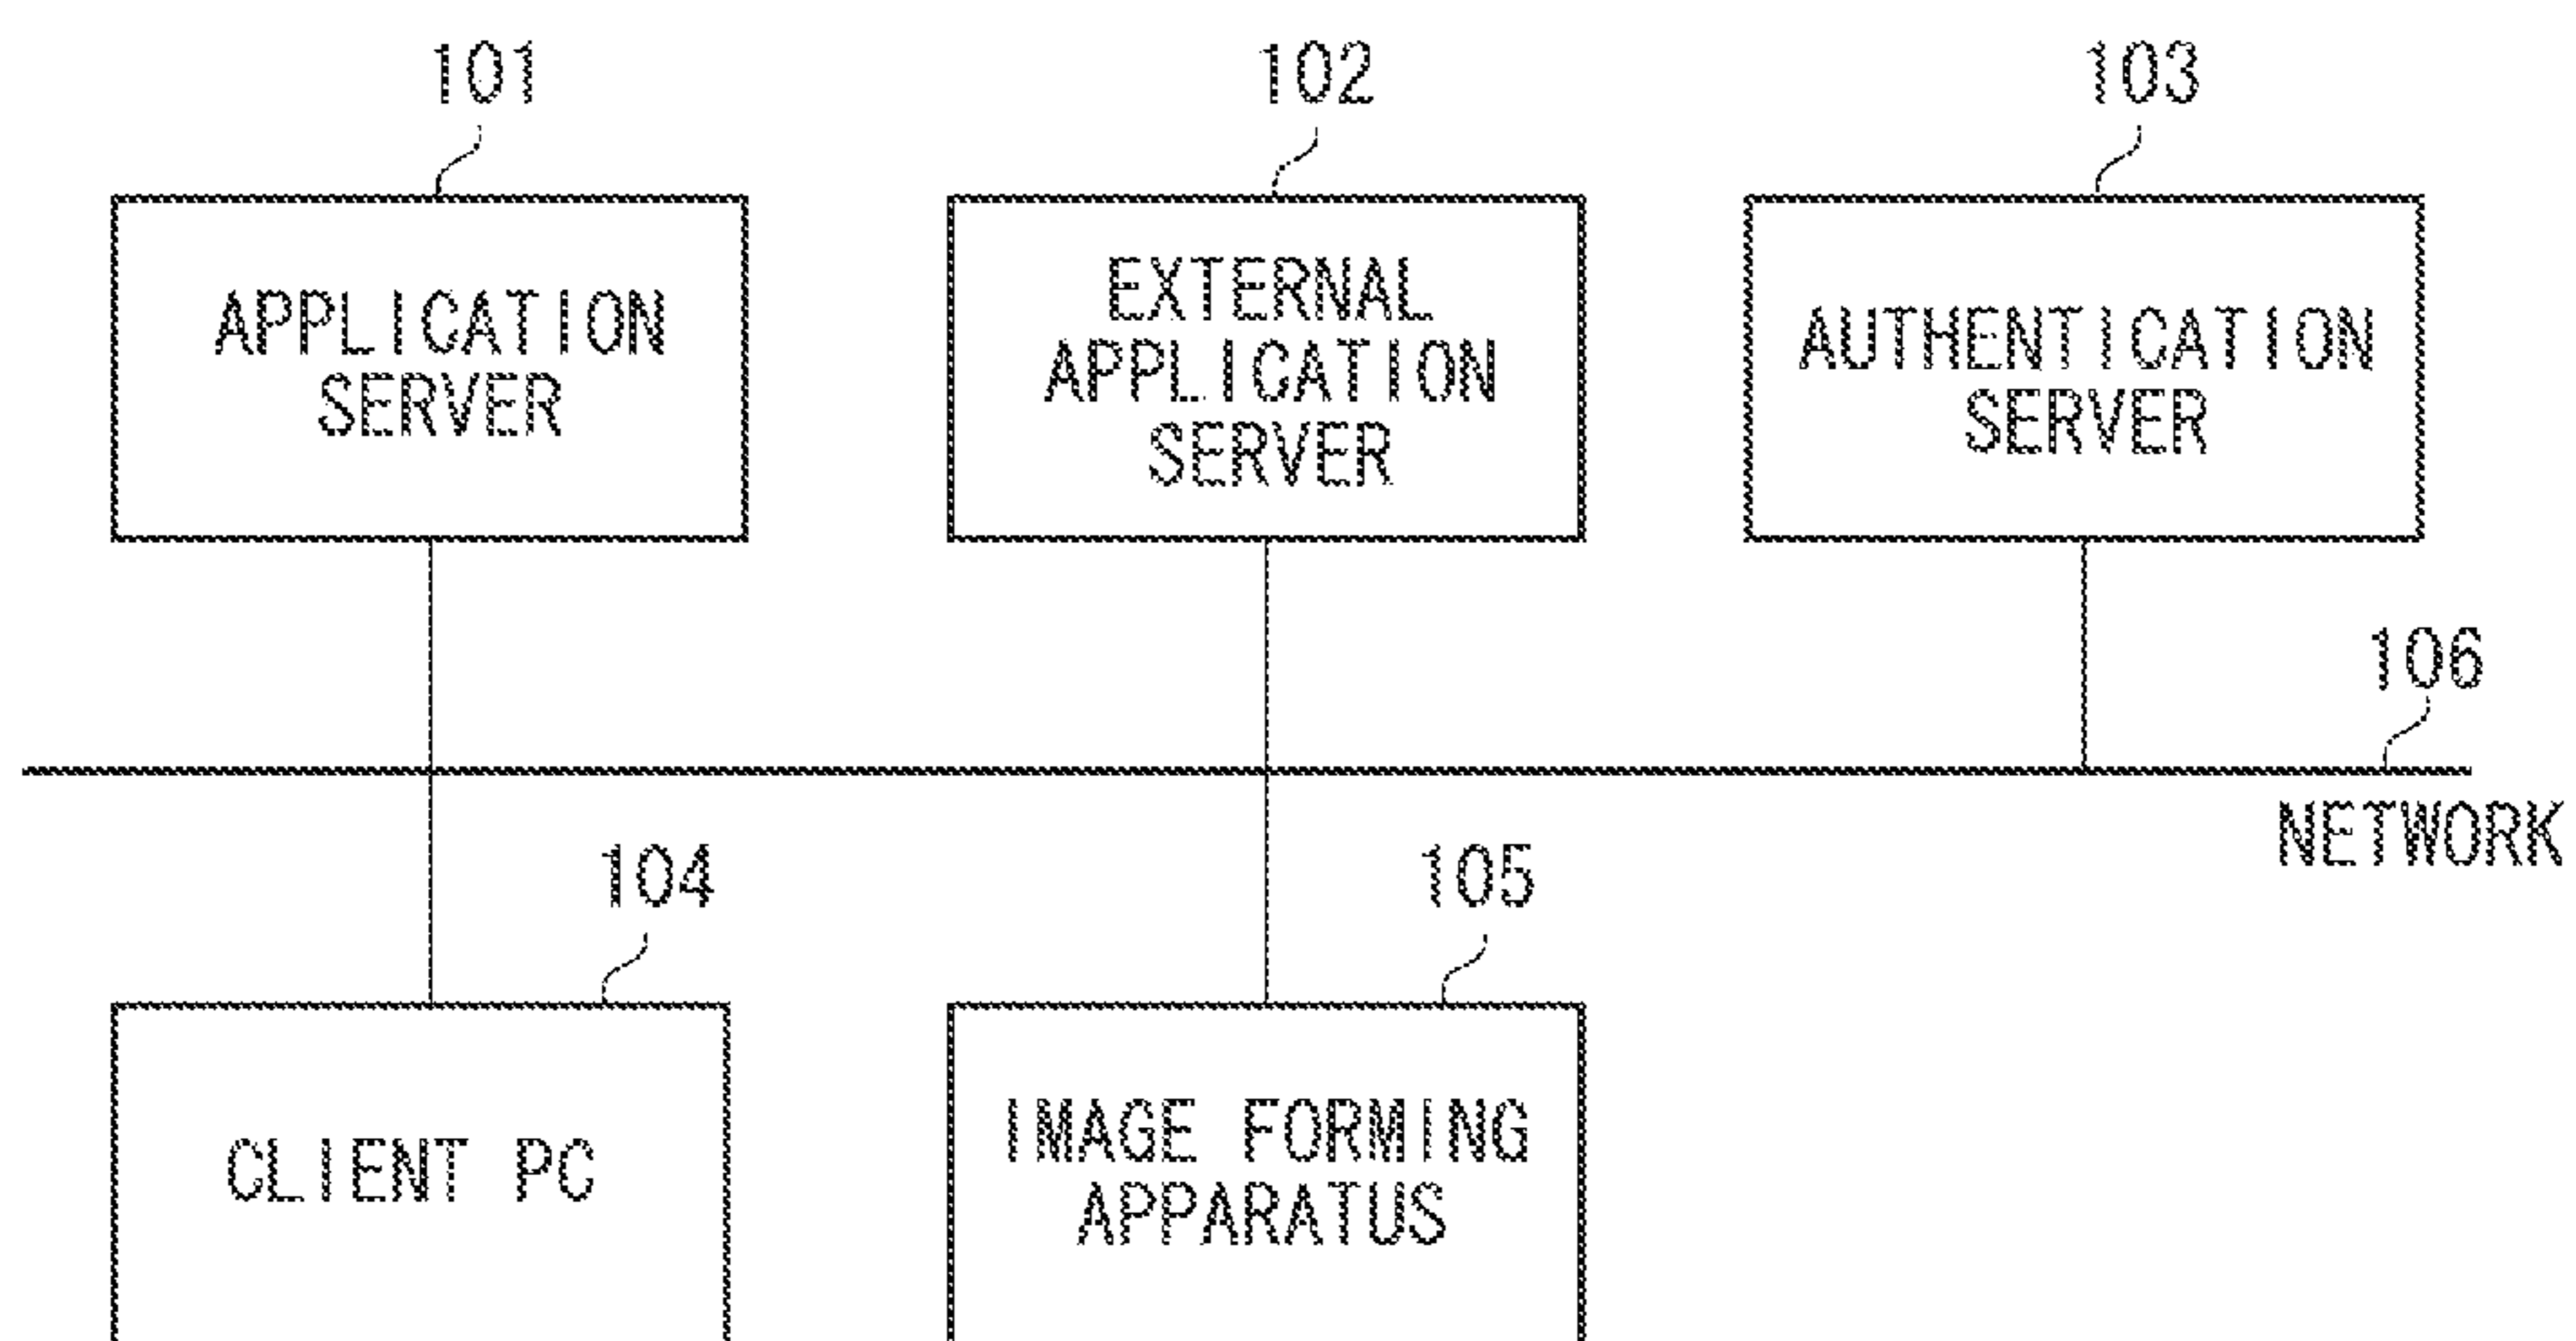 101
102
103
APPLICATION
SERVER
EXTERNAL
APPLICATION
SERVER
AUTHENTICATION
SERVER
106
NETWORK
104
105
CLIENT PC
IMAGE FORMING
APPARATUS